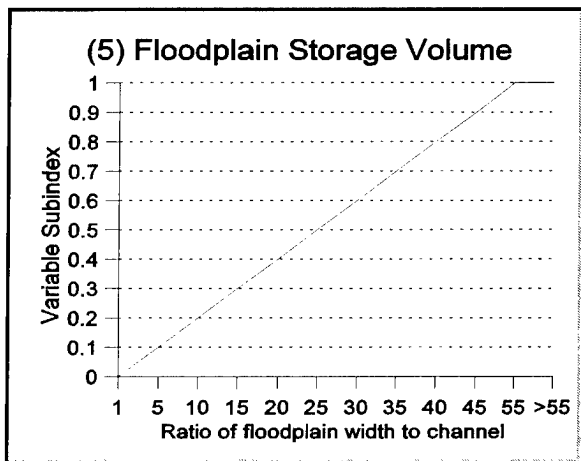 (5) Floodplain Storage Volume
Variable Subindex
1
0.9
0.8
0.7
0.6
0.5
0.4
0.3
0.2
0.1
0
1 5 10 15 20 25 30 35 40 45 55 >55
Ratio of floodplain width to channel